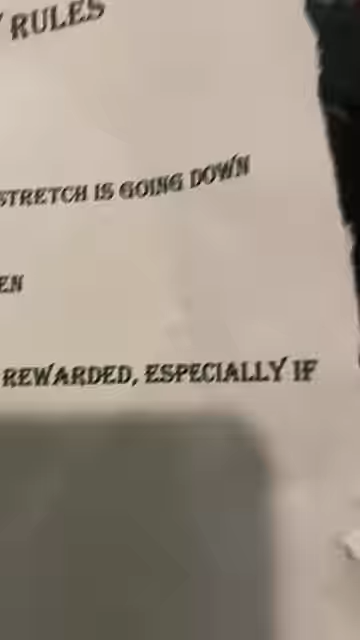 RULES
STRETCH IS GOING DOWN
EN
REWARDED, ESPECIALLY IF